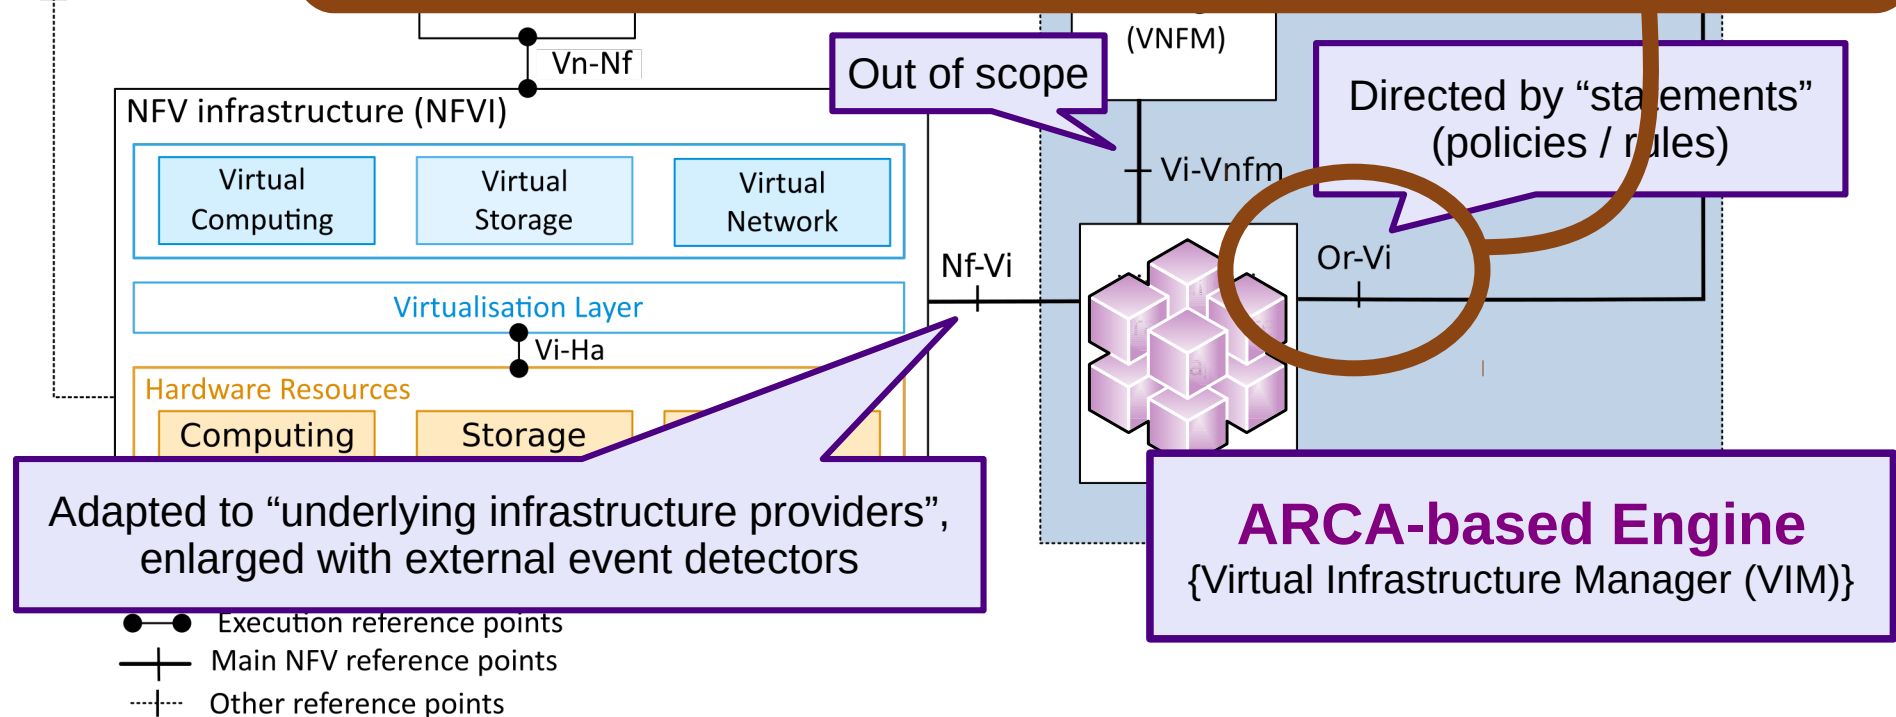 (VNFM)
Vn-Nf
Out of scope
Directed by “statements”
(policies / rules)
NFV infrastructure (NFVI)
Virtual
Computing
Virtual
Storage
Virtual
Network
Vi-Vnfm
Nf-Vi
Or-Vi
Virtualisation Layer
Vi-Ha
Hardware Resources
Computing
Storage
Adapted to “underlying infrastructure providers”,
enlarged with external event detectors
ARCA-based Engine
{Virtual Infrastructure Manager (VIM)}
Execution reference points
Main NFV reference points
Other reference points